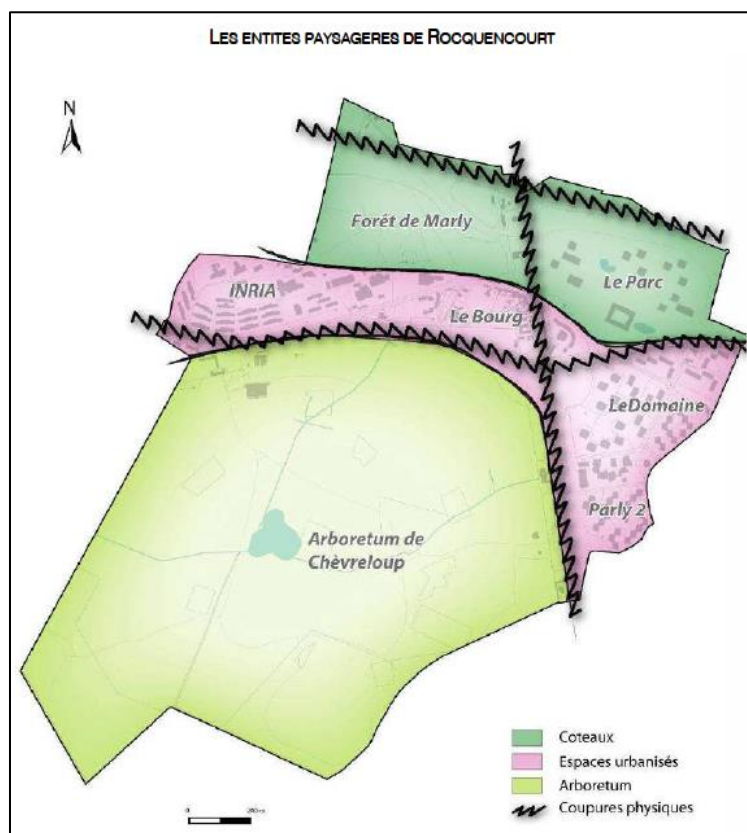 LES ENTITES PAYSAGERES DE ROCQUENCOURT
N
Forêt de Marly
Le Parc
INRIA
Le Bourg
LeDomaine
Parly 2
Arboretum de
Chèvreloup
Coteaux
Espaces urbanisés
Arboretum
Coupures physiques
0